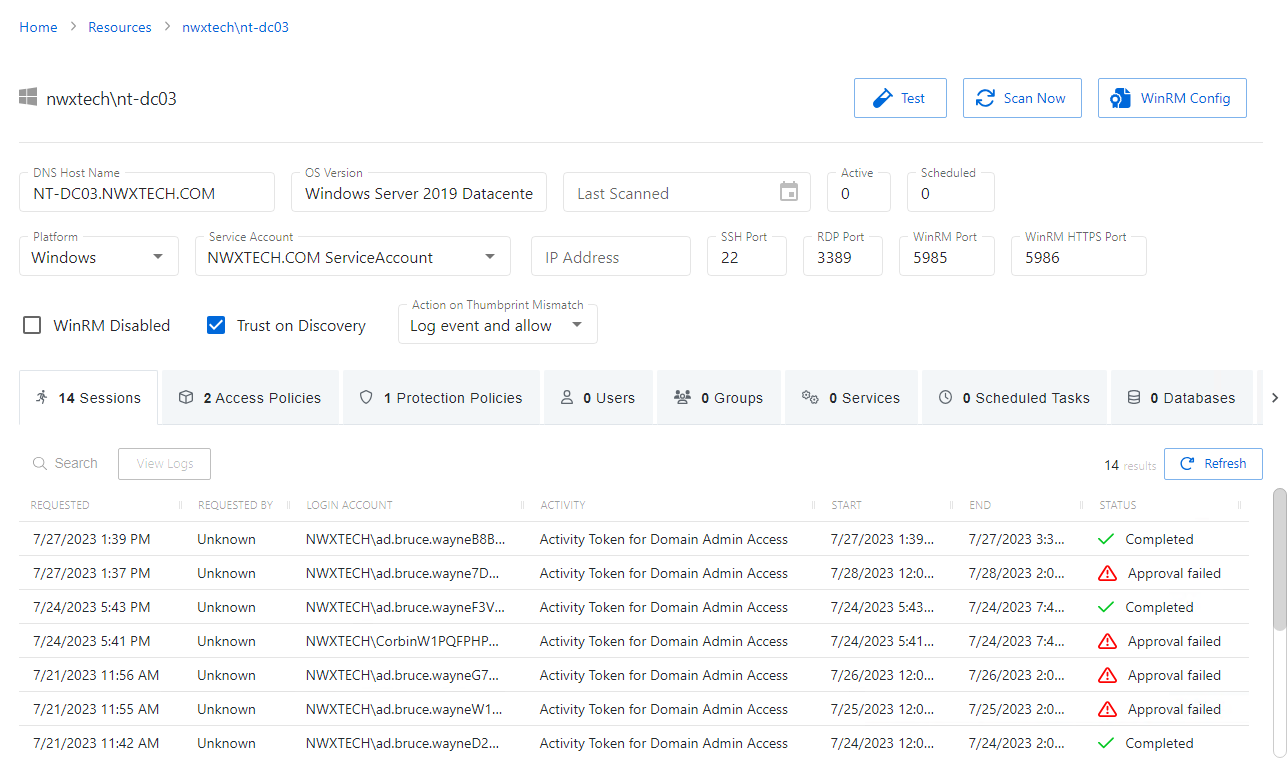 Home > Resources > nwxtech\nt-dc03
nwxtech\nt-dc03 Test Scan Now WinRM Config
DNS Host Name OS Version Active Scheduled
NT-DC03.NWXTECH.COM Windows Server 2019 Datacente Last Scanned 0 0
Platform Service Account SSH Port RDP Port WinRM Port WinRM HTTPS Port
Windows NWXTECH.COM ServiceAccount IP Address 22 3389 5985 5986
Action on Thumbprint Mismatch
WinRM Disabled Trust on Discovery Log event and allow
14 Sessions 2 Access Policies 1 Protection Policies 0 Users 0 Groups 0 Services 0 Scheduled Tasks 0 Databases
Search View Logs 14 results Refresh
REQUESTED REQUESTED BY LOGIN ACCOUNT ACTIVITY START END STATUS
7/27/2023 1:39 PM Unknown NWXTECH\ad.bruce.wayneB8B... Activity Token for Domain Admin Access 7/27/2023 1:39... 7/27/2023 3:3... Completed
7/27/2023 1:37 PM Unknown NWXTECH\ad.bruce.wayne7D... Activity Token for Domain Admin Access 7/28/2023 12:0... 7/28/2023 2:0... Approval failed
7/24/2023 5:43 PM Unknown NWXTECH\ad.bruce.wayneF3V... Activity Token for Domain Admin Access 7/24/2023 5:43... 7/24/2023 7:4... Completed
7/24/2023 5:41 PM Unknown NWXTECH\CorbinW1PQFPHP... Activity Token for Domain Admin Access 7/24/2023 5:41... 7/24/2023 7:4... Approval failed
7/21/2023 11:56 AM Unknown NWXTECH\ad.bruce.wayneG7... Activity Token for Domain Admin Access 7/26/2023 12:0... 7/26/2023 2:0... Approval failed
7/21/2023 11:55 AM Unknown NWXTECH\ad.bruce.wayneW1... Activity Token for Domain Admin Access 7/25/2023 12:0... 7/25/2023 2:0... Approval failed
7/21/2023 11:42 AM Unknown NWXTECH\ad.bruce.wayneD2... Activity Token for Domain Admin Access 7/24/2023 12:0... 7/24/2023 2:0... Completed